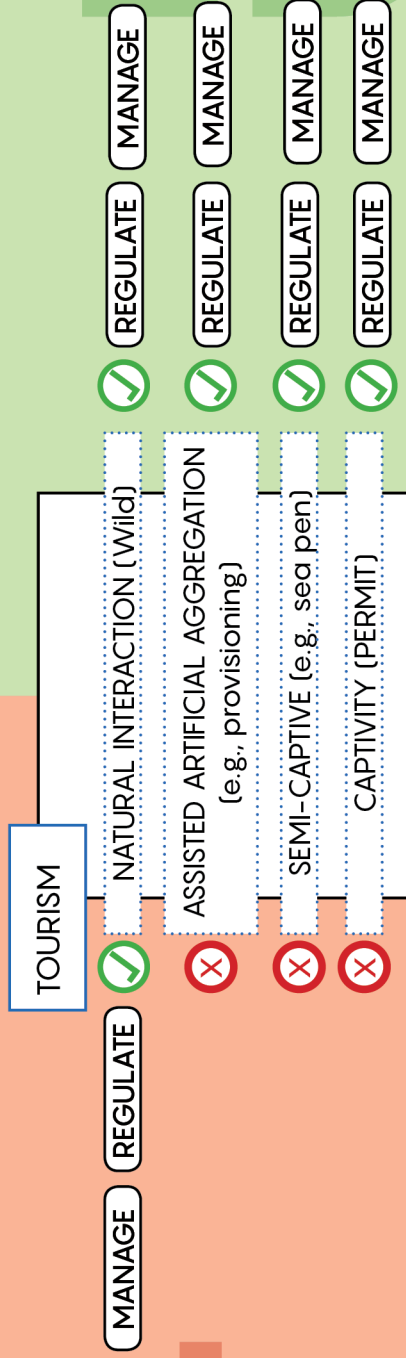 TOURISM
MANAGE REGULATE NATURAL INTERACTION (Wild) REGULATE MANAGE
ASSISTED ARTIFICIAL AGGREGATION REGULATE MANAGE
(e.g., provisioning)
SEMI-CAPTIVE (e.g., sea pen) REGULATE MANAGE
CAPTIVITY (PERMIT) REGULATE MANAGE